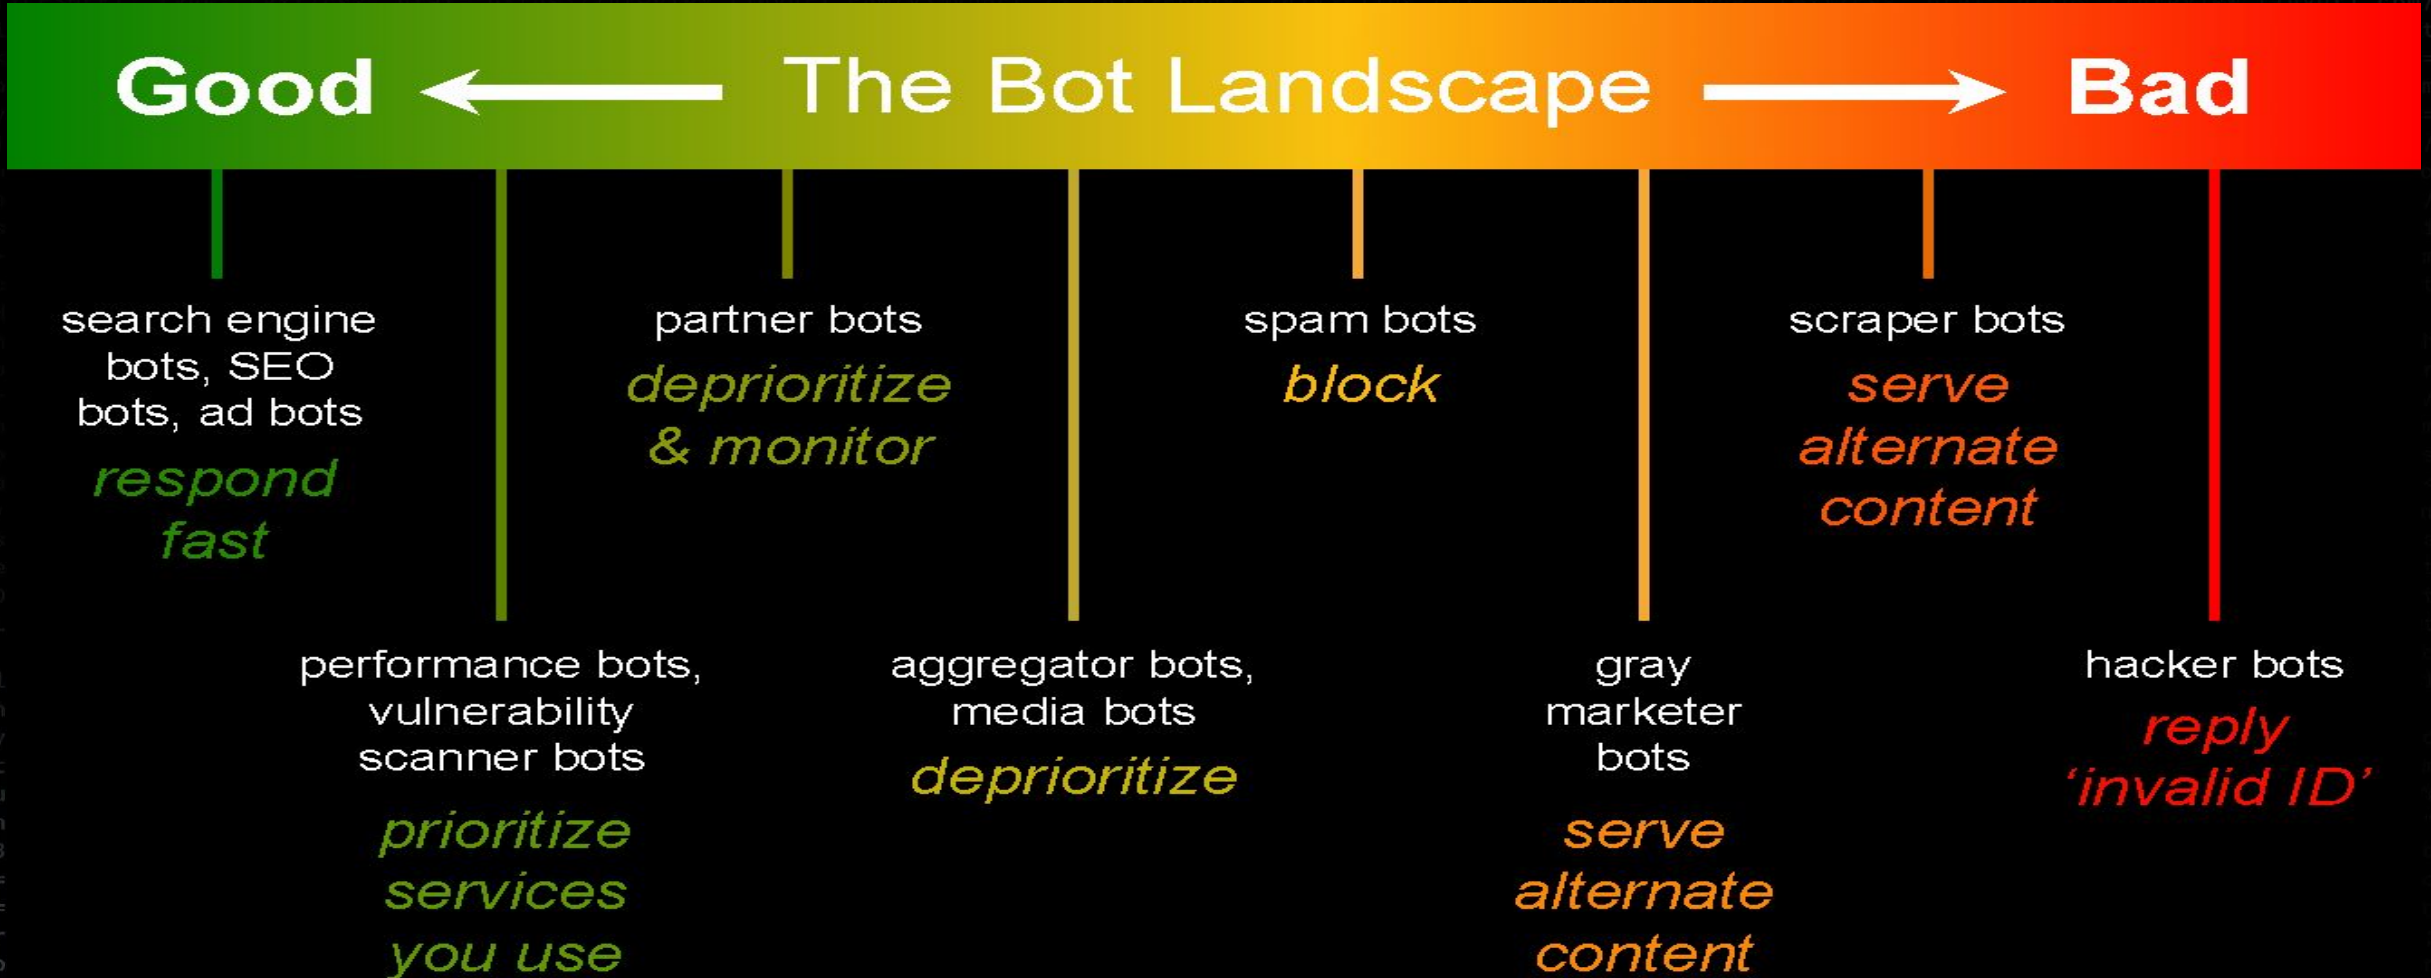 Good The Bot Landscape Bad
search engine
bots, SEO
bots, ad bots
respond
fast
performance bots,
vulnerability
scanner bots
prioritize
services
you use
partner bots
deprioritize
& monitor
aggregator bots,
media bots
deprioritize
spam bots
block
gray
marketer
bots
serve
alternate
content
scraper bots
serve
alternate
content
hacker bots
reply
‘invalid ID’